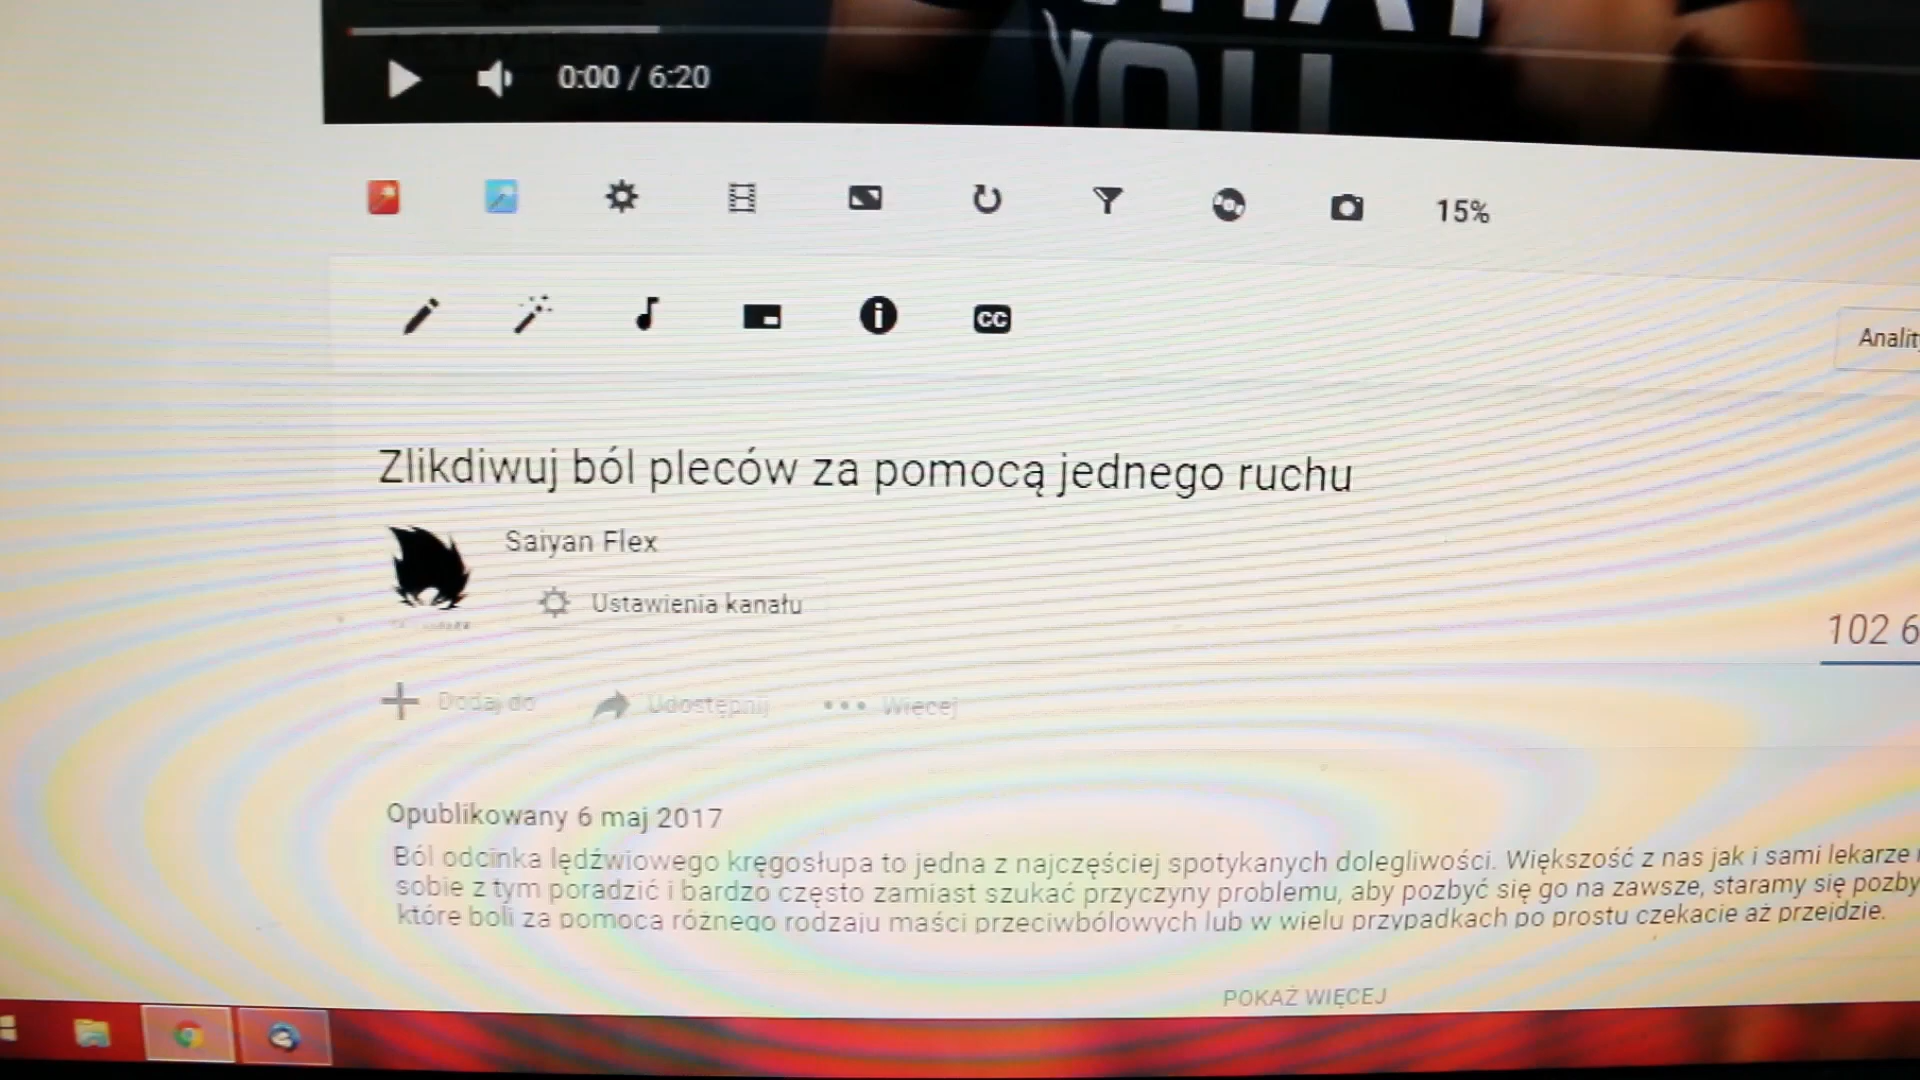 YOU
0:00 / 6:20
15%
CC
Zlikdiwuj ból pleców za pomocą jednego ruchu
Saiyan Flex
Ustawienia kanału
102 6
Dodaj do Udostępnij Więcej
Opublikowany 6 maj 2017
Ból odcinka lędźwiowego kręgosłupa to jedna z najczęściej spotykanych dolegliwości. Większość z nas jak i sami lekarze
sobie z tym poradzić i bardzo często zamiast szukać przyczyny problemu, aby pozbyć się go na zawsze, staramy się pozby
które boli za pomocą różnego rodzaju maści przeciwbólowych lub w wielu przypadkach po prostu czekacie aż przejdzie.
POKAŻ WIĘCEJ